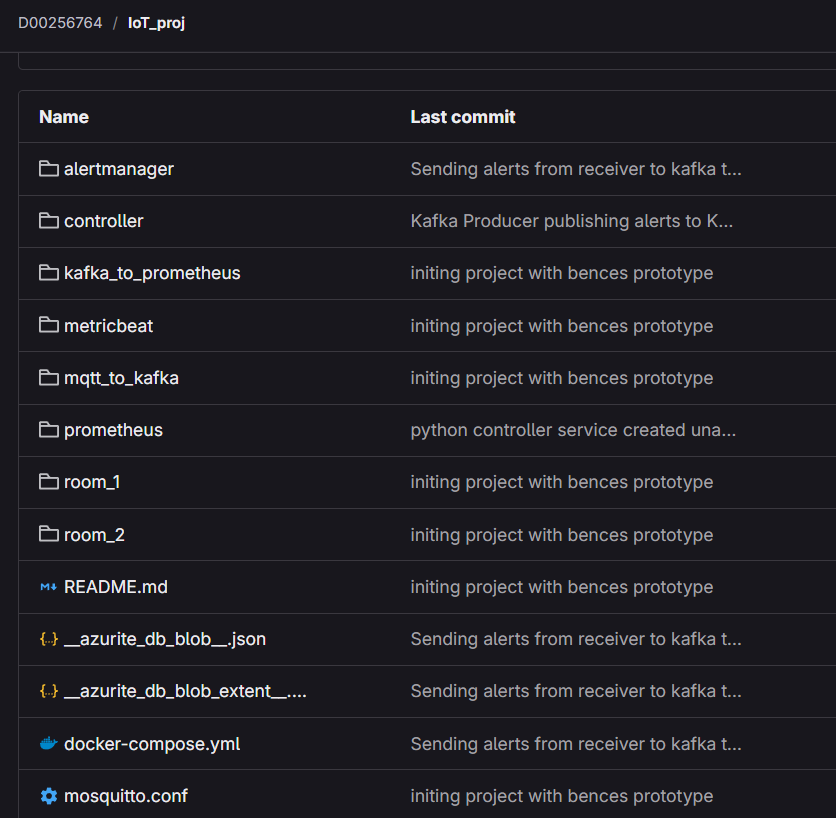 D00256764 / IoT_proj
Name Last commit
alertmanager Sending alerts from receiver to kafka t...
controller Kafka Producer publishing alerts to K...
kafka_to_prometheus initing project with bences prototype
metricbeat initing project with bences prototype
mqtt_to_kafka initing project with bences prototype
prometheus python controller service created una...
room_1 initing project with bences prototype
room_2 initing project with bences prototype
README.md initing project with bences prototype
{..} __azurite_db_blob__.json Sending alerts from receiver to kafka t...
{..} __azurite_db_blob_extent__.... Sending alerts from receiver to kafka t...
docker-compose.yml Sending alerts from receiver to kafka t...
mosquitto.conf initing project with bences prototype